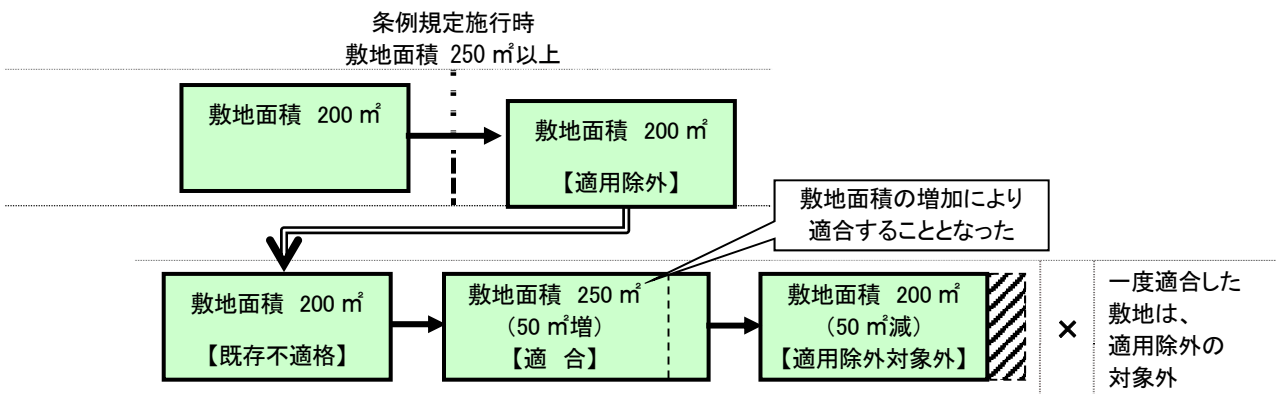 条例規定施行時
敷地面積 250 ㎡以上
敷地面積 200 ㎡
敷地面積 200 ㎡
【適用除外】
敷地面積の増加により
適合することとなった
敷地面積 200 ㎡
【既存不適格】
敷地面積 250 ㎡
(50 ㎡増)
【適 合】
敷地面積 200 ㎡
(50 ㎡減)
【適用除外対象外】
×
一度適合した
敷地は、
適用除外の
対象外